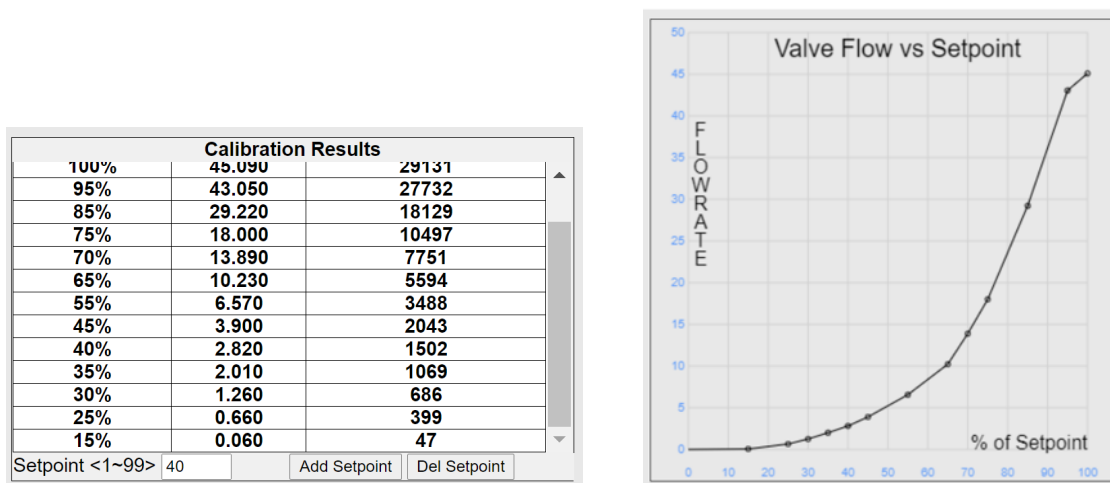 Calibration Results
100% 45.090 29131
95% 43.050 27732
85% 29.220 18129
75% 18.000 10497
70% 13.890 7751
65% 10.230 5594
55% 6.570 3488
45% 3.900 2043
40% 2.820 1502
35% 2.010 1069
30% 1.260 686
25% 0.660 399
15% 0.060 47
Setpoint <1~99> 40 Add Setpoint Del Setpoint
Valve Flow vs Setpoint
50
45
40
35
30
25
20
15
10
5
0
FLOWRATE
% of Setpoint
0 10 20 30 40 50 60 70 80 90 100